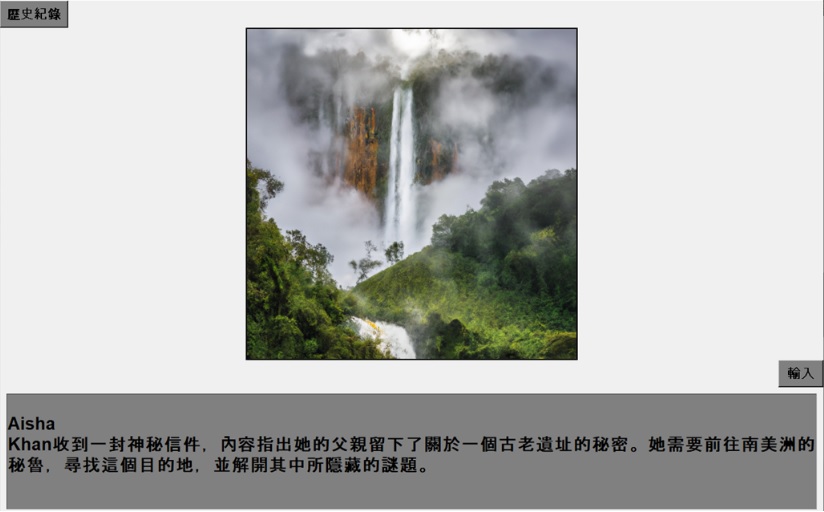 歷史紀錄
輸入
Aisha
Khan收到一封神秘信件，內容指出她的父親留下了關於一個古老遺址的秘密。她需要前往南美洲的
秘魯，尋找這個目的地，並解開其中所隱藏的謎題。